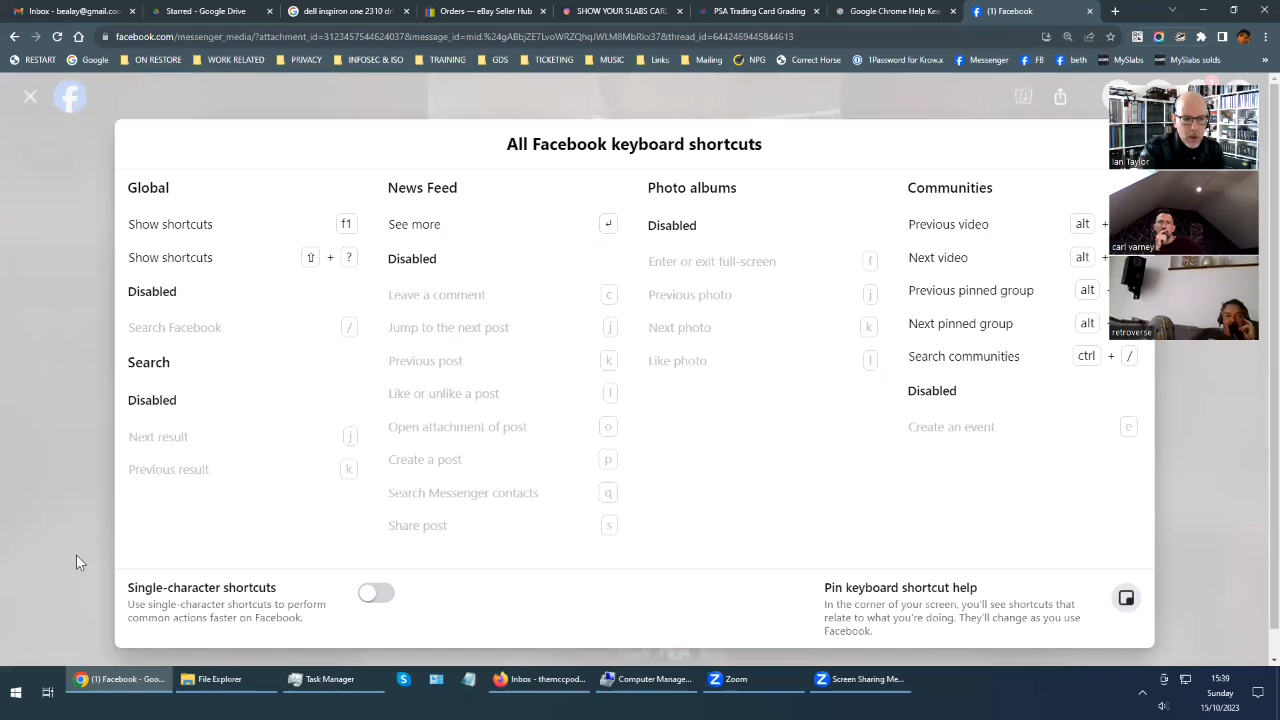 Inbox - bealay@gmail.con
Starred - Google Drive
dell inspiron one 2310 di
Orders — eBay Seller Hub
SHOW YOUR SLABS CARD
PSA Trading Card Grading
Google Chrome Help Kee
(1) Facebook
facebook.com/messenger_media/?attachment_id=3123457544624037&message_id=mid.%24gABbjZE7LvoWRZQhqJWLM8MbRkx37&thread_id=6442469445844613
RESTART
Google
ON RESTORE
WORK RELATED
PRIVACY
INFOSEC & ISO
TRAINING
GDS
TICKETING
MUSIC
Links
Mailing
NPG
Correct Horse
1Password for Krow.x
Messenger
FB
beth
MySlabs
MySlabs solds
All Facebook keyboard shortcuts
Global
Show shortcuts f1
Show shortcuts ⇧ + ?
Disabled
Search Facebook /
Search
Disabled
Next result j
Previous result k
News Feed
See more ↵
Disabled
Leave a comment c
Jump to the next post j
Previous post k
Like or unlike a post l
Open attachment of post o
Create a post p
Search Messenger contacts q
Share post s
Photo albums
Disabled
Enter or exit full-screen f
Previous photo j
Next photo k
Like photo l
Communities
Previous video alt +
Next video alt +
Previous pinned group alt
Next pinned group alt
Search communities ctrl + /
Disabled
Create an event e
Ian Taylor
carl varney
retroverse
Single-character shortcuts
Use single-character shortcuts to perform
common actions faster on Facebook.
Pin keyboard shortcut help
In the corner of your screen, you'll see shortcuts that
relate to what you're doing. They'll change as you use
Facebook.
(1) Facebook - Goo...
File Explorer
Task Manager
Inbox - themccpod...
Computer Manage...
Zoom
Screen Sharing Me...
15:39
Sunday
15/10/2023